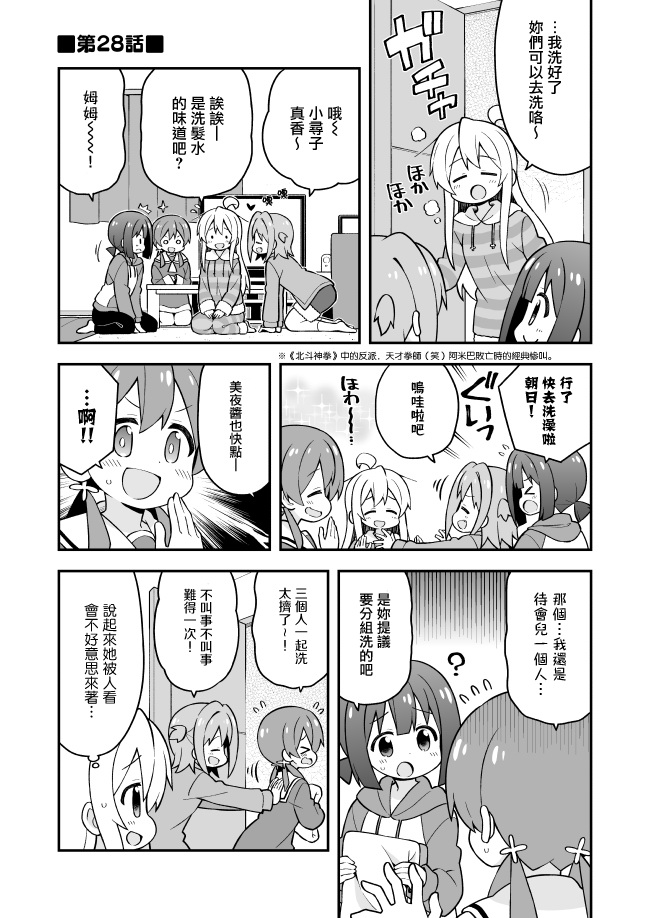 ■第28話■
…我洗好了
妳們可以去洗咯～
ガチャ
ほか
ほか
哦～
小尋子
真香～
誒誒—
是洗髮水
的味道吧？
姆姆～～～！
※《北斗神拳》中的反派，天才拳師（笑）阿米巴敗亡時的經典慘叫。
行了
快去洗澡啦
朝日！
ぐいっ
嗚哇啦吧
ほわ～～…
美夜醬也快點—
…啊!!
那個…我還是
待會兒一個人…
是妳提議
要分組洗的吧
？
三個人一起洗
太擠了～！
不叫事不叫事
難得一次！
說起來她被人看
會不好意思來著…